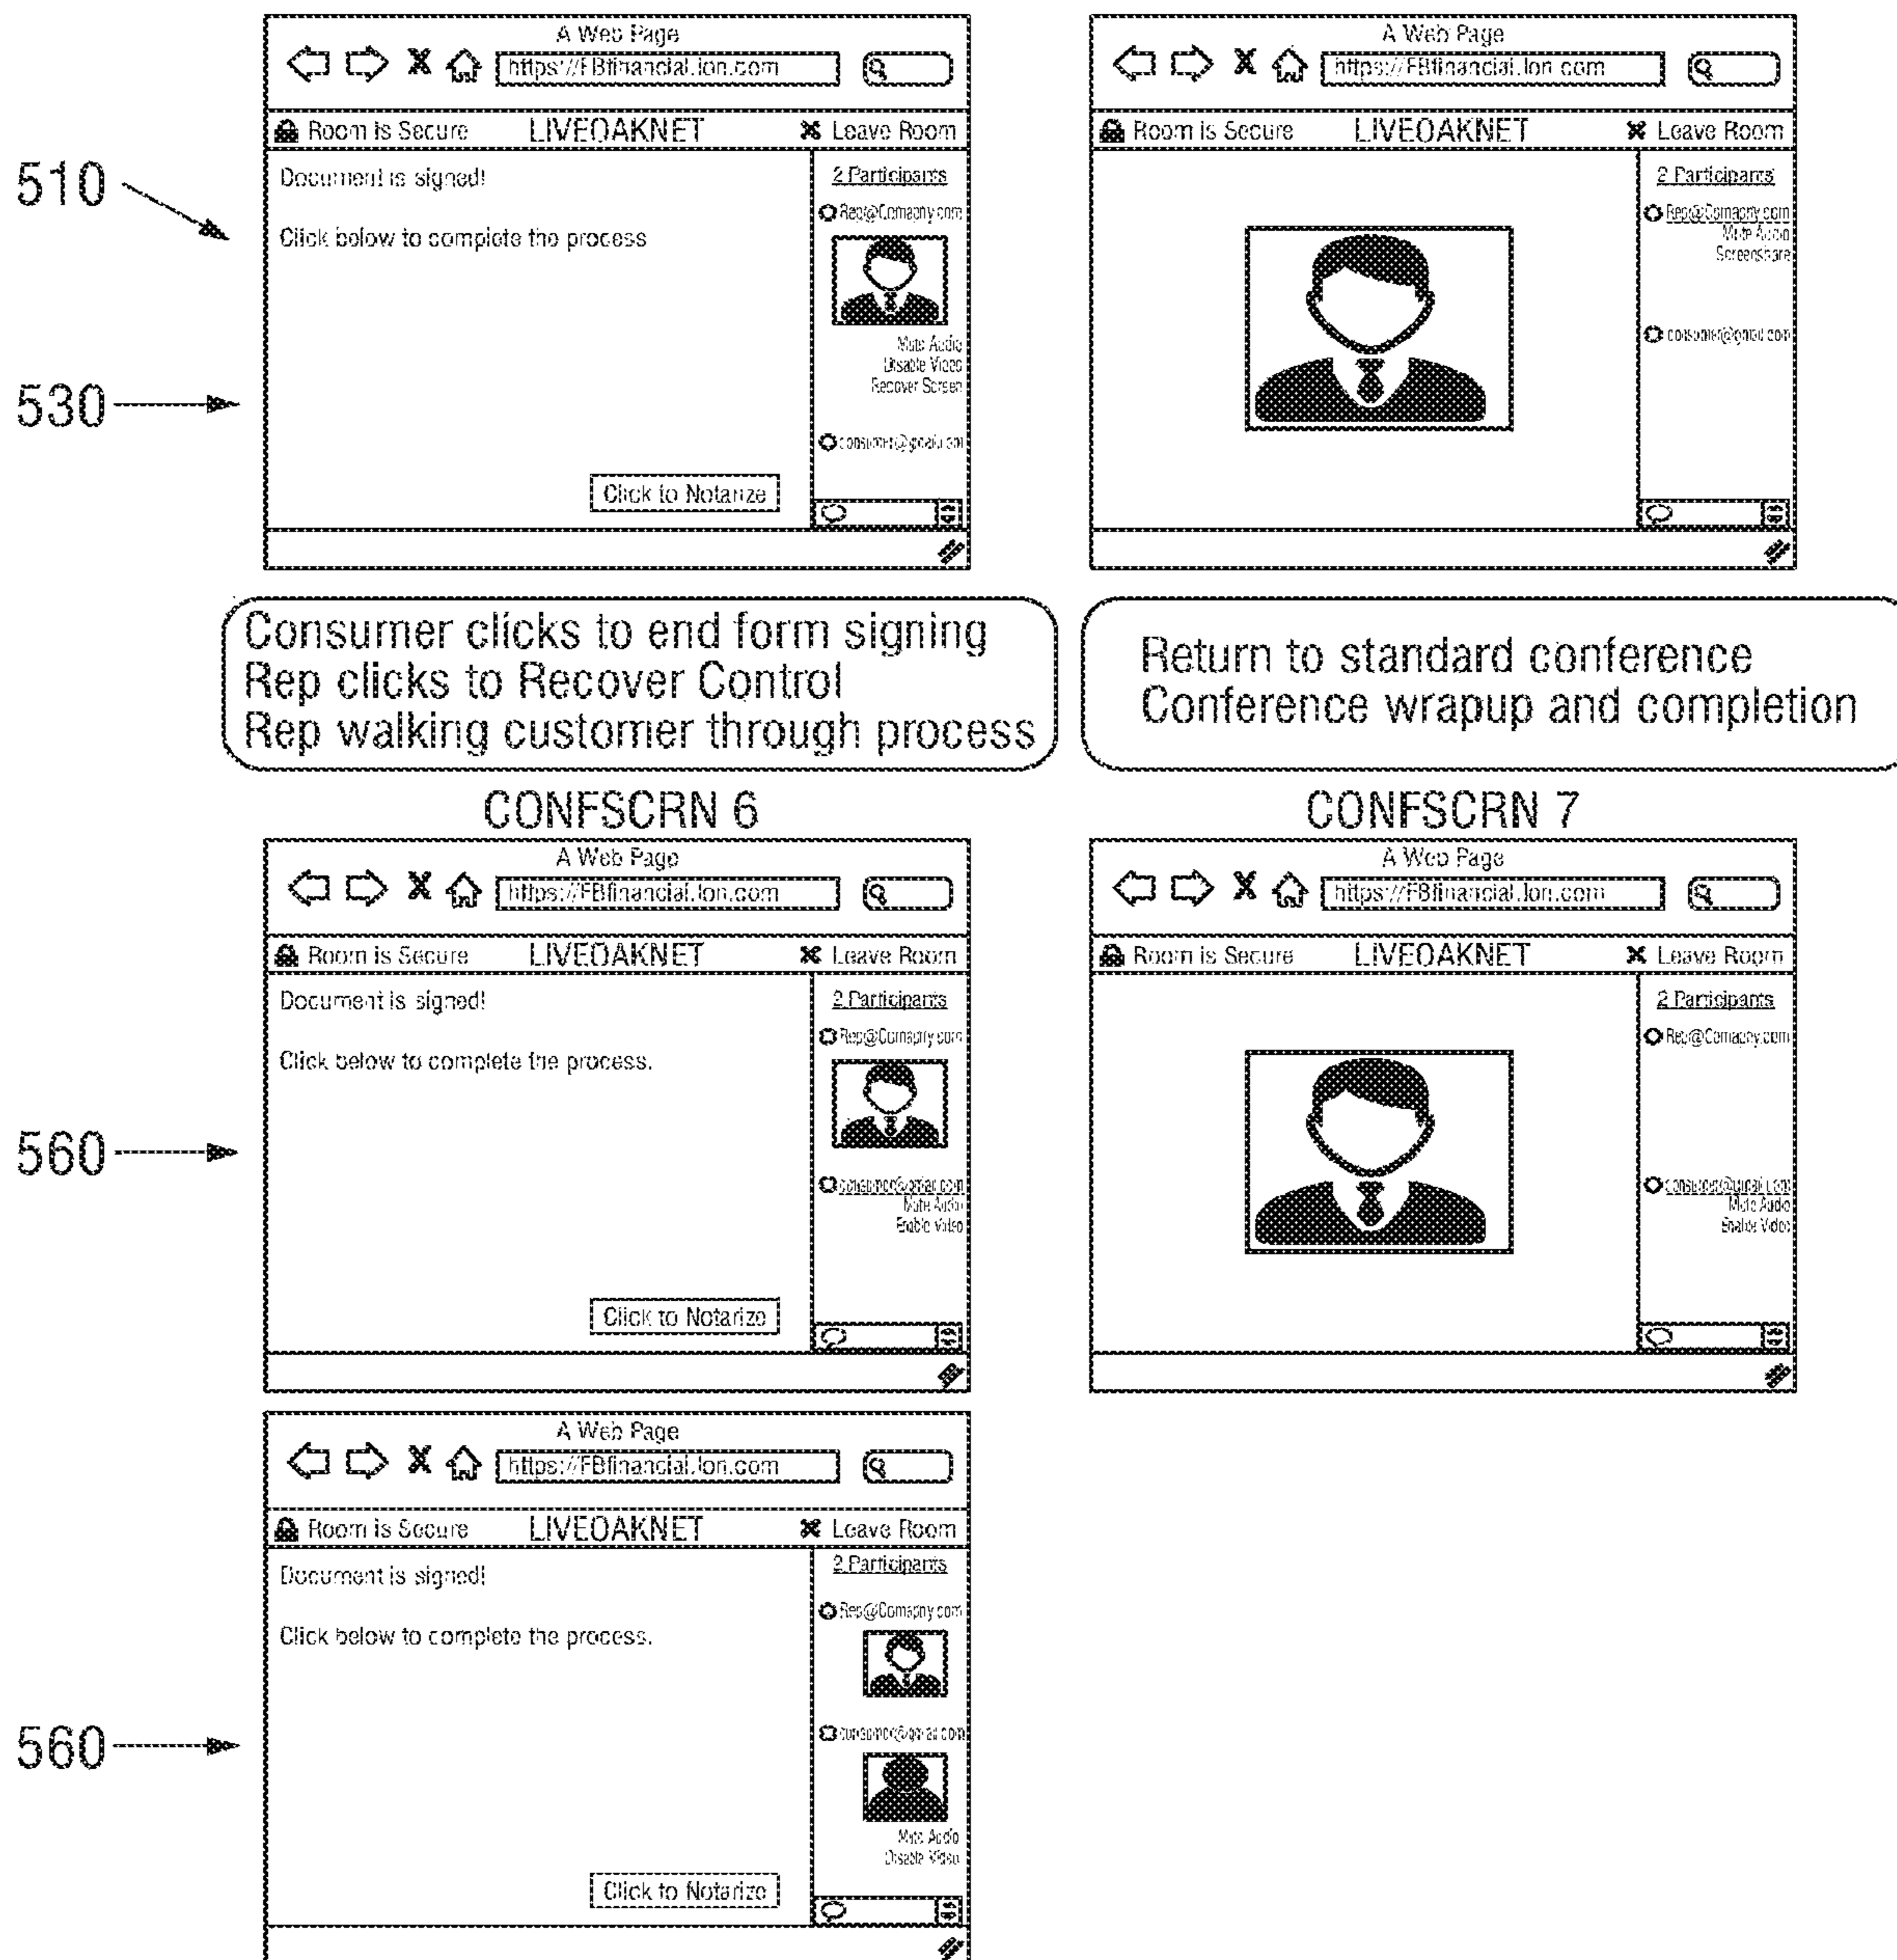 A Web Page
https://FBfinancial.lon.com
Room is Secure LIVEOAKNET X Leave Room
510
Document is signed!
Click below to complete the process
530
2 Participants
Rep@Comapny.com
Mute Audio
Disable Video
Recover Screen
consumer@gmail.com
Click to Notarize
A Web Page
https://FBfinancial.lon.com
Room is Secure LIVEOAKNET X Leave Room
2 Participants
Rep@Comapny.com
Mute Audio
Screenshare
consumer@gmail.com
Consumer clicks to end form signing
Rep clicks to Recover Control
Rep walking customer through process
Return to standard conference
Conference wrapup and completion
CONFSCRN 6
A Web Page
https://FBfinancial.lon.com
Room is Secure LIVEOAKNET X Leave Room
Document is signed!
Click below to complete the process.
560
2 Participants
Rep@Comapny.com
consumer@gmail.com
Mute Audio
Enable Video
Click to Notarize
CONFSCRN 7
A Web Page
https://FBfinancial.lon.com
Room is Secure LIVEOAKNET X Leave Room
2 Participants
Rep@Comapny.com
consumer@gmail.com
Mute Audio
Enable Video
A Web Page
https://FBfinancial.lon.com
Room is Secure LIVEOAKNET X Leave Room
Document is signed!
Click below to complete the process.
560
2 Participants
Rep@Comapny.com
consumer@gmail.com
Mute Audio
Disable Video
Click to Notarize